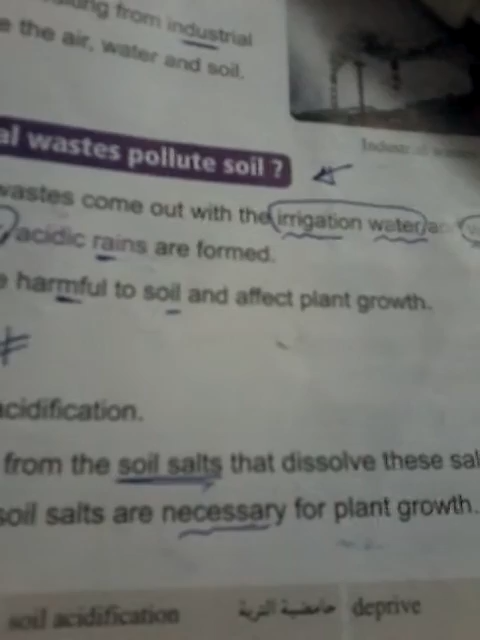 from industrial
the air, water and soil.
al wastes pollute soil ?
wastes come out with the irrigation water
acidic rains are formed.
harmful to soil and affect plant growth.
acidification.
from the soil salts that dissolve these sal
soil salts are necessary for plant growth.
soil acidification حامضية التربة deprive